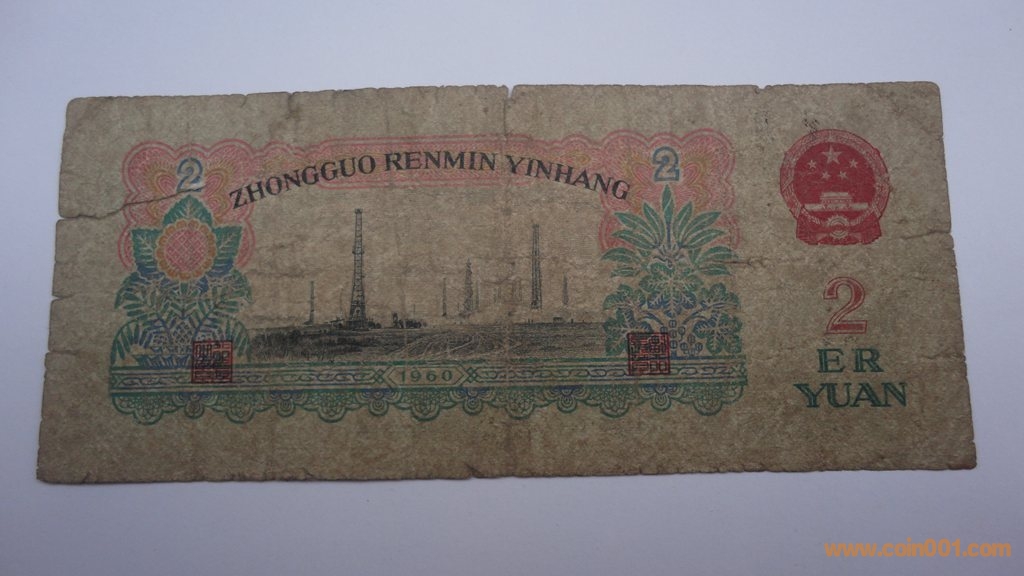 2
2
ZHONGGUO RENMIN YINHANG
1960
2
ER
YUAN
www.coin001.com